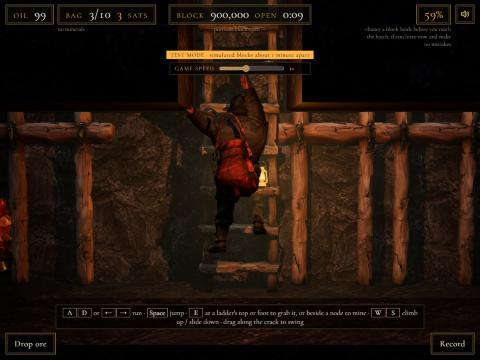 OIL 99
BAG 3/10 3 SATS
BLOCK 900,000 OPEN 0:09
59%
no minecraft
chance a block lands before you reach
the hatch, if you leave now and make
no mistakes
TEST MODE - simulated blocks about 1 minute apart
GAME SPEED
A D or ← → run · Space jump · E at a ladder's top or foot to grab it, or beside a node to mine · W S climb
up / slide down · drag along the crack to swing
Drop ore
Record